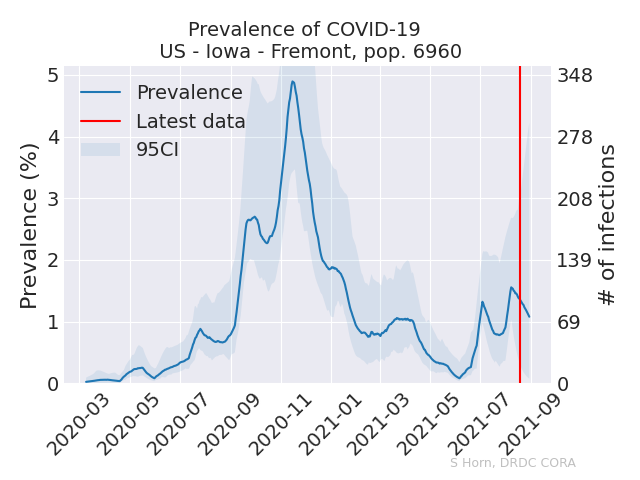 Prevalence of COVID-19
US - Iowa - Fremont, pop. 6960
Prevalence
Latest data
95CI
Prevalence (%)
5
4
3
2
1
0
348
278
208
139
69
0
# of infections
2020-03
2020-05
2020-07
2020-09
2020-11
2021-01
2021-03
2021-05
2021-07
2021-09
S Horn, DRDC CORA